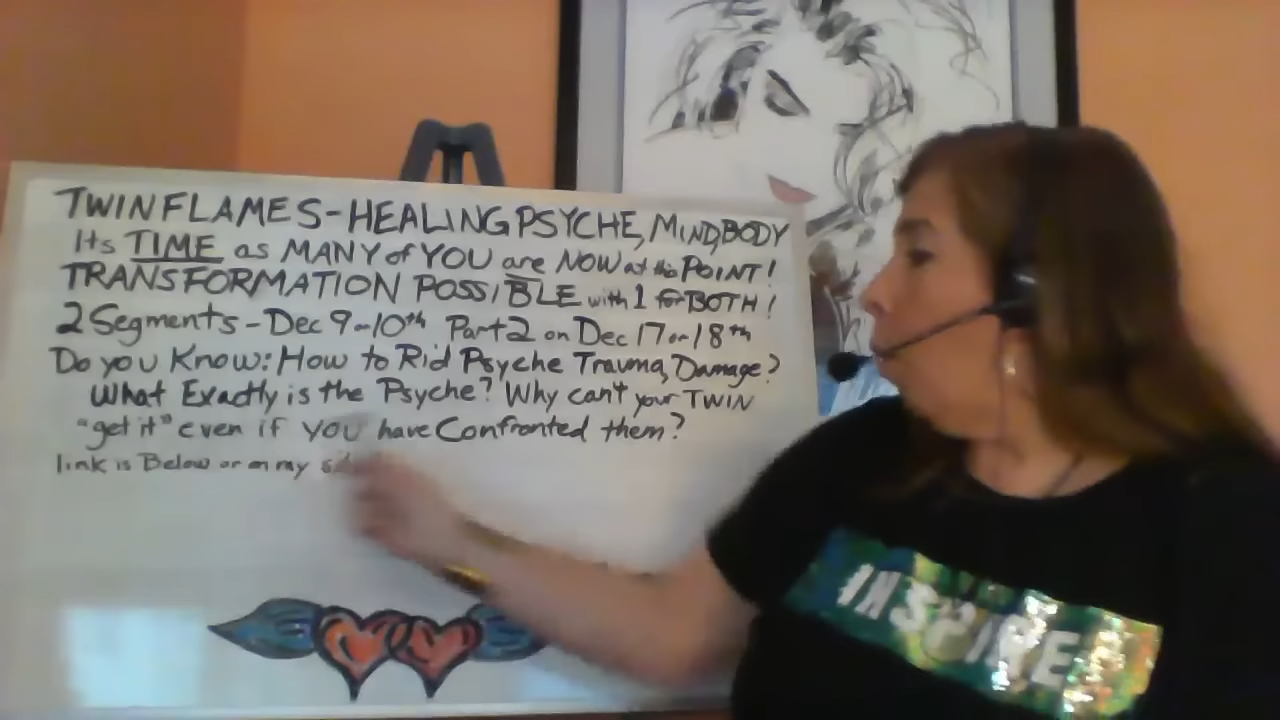 TWIN FLAMES - HEALING PSYCHE, MIND, BODY
Its TIME as MANY of YOU are NOW at this POINT!
TRANSFORMATION POSSIBLE with 1 for BOTH!
2 Segments - Dec 9 or 10th Part 2 on Dec 17 or 18th
Do you Know: How to Rid Psyche Trauma, Damage?
What Exactly is the Psyche? Why can't your TWIN
"get it" even if YOU have Confronted them?
link is Below or on my
INSPIRE